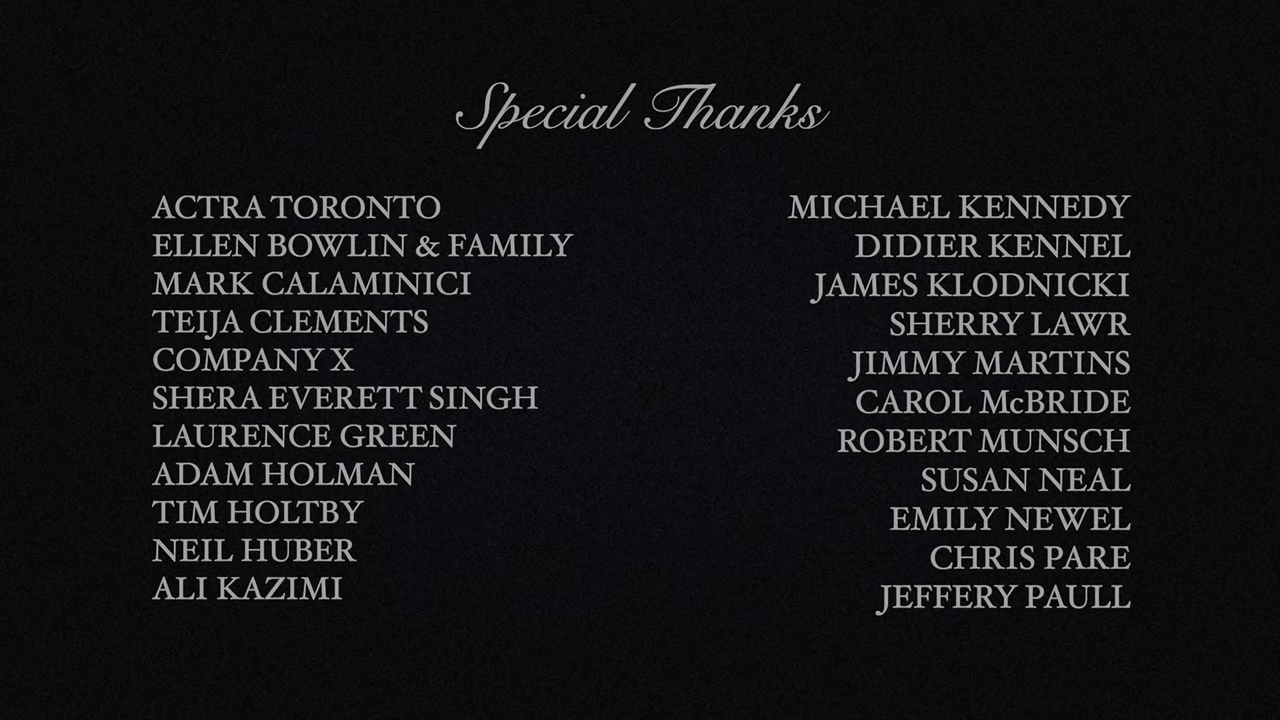 Special Thanks
ACTRA TORONTO
ELLEN BOWLIN & FAMILY
MARK CALAMINICI
TEIJA CLEMENTS
COMPANY X
SHERA EVERETT SINGH
LAURENCE GREEN
ADAM HOLMAN
TIM HOLTBY
NEIL HUBER
ALI KAZIMI
MICHAEL KENNEDY
DIDIER KENNEL
JAMES KLODNICKI
SHERRY LAWR
JIMMY MARTINS
CAROL McBRIDE
ROBERT MUNSCH
SUSAN NEAL
EMILY NEWEL
CHRIS PARE
JEFFERY PAULL